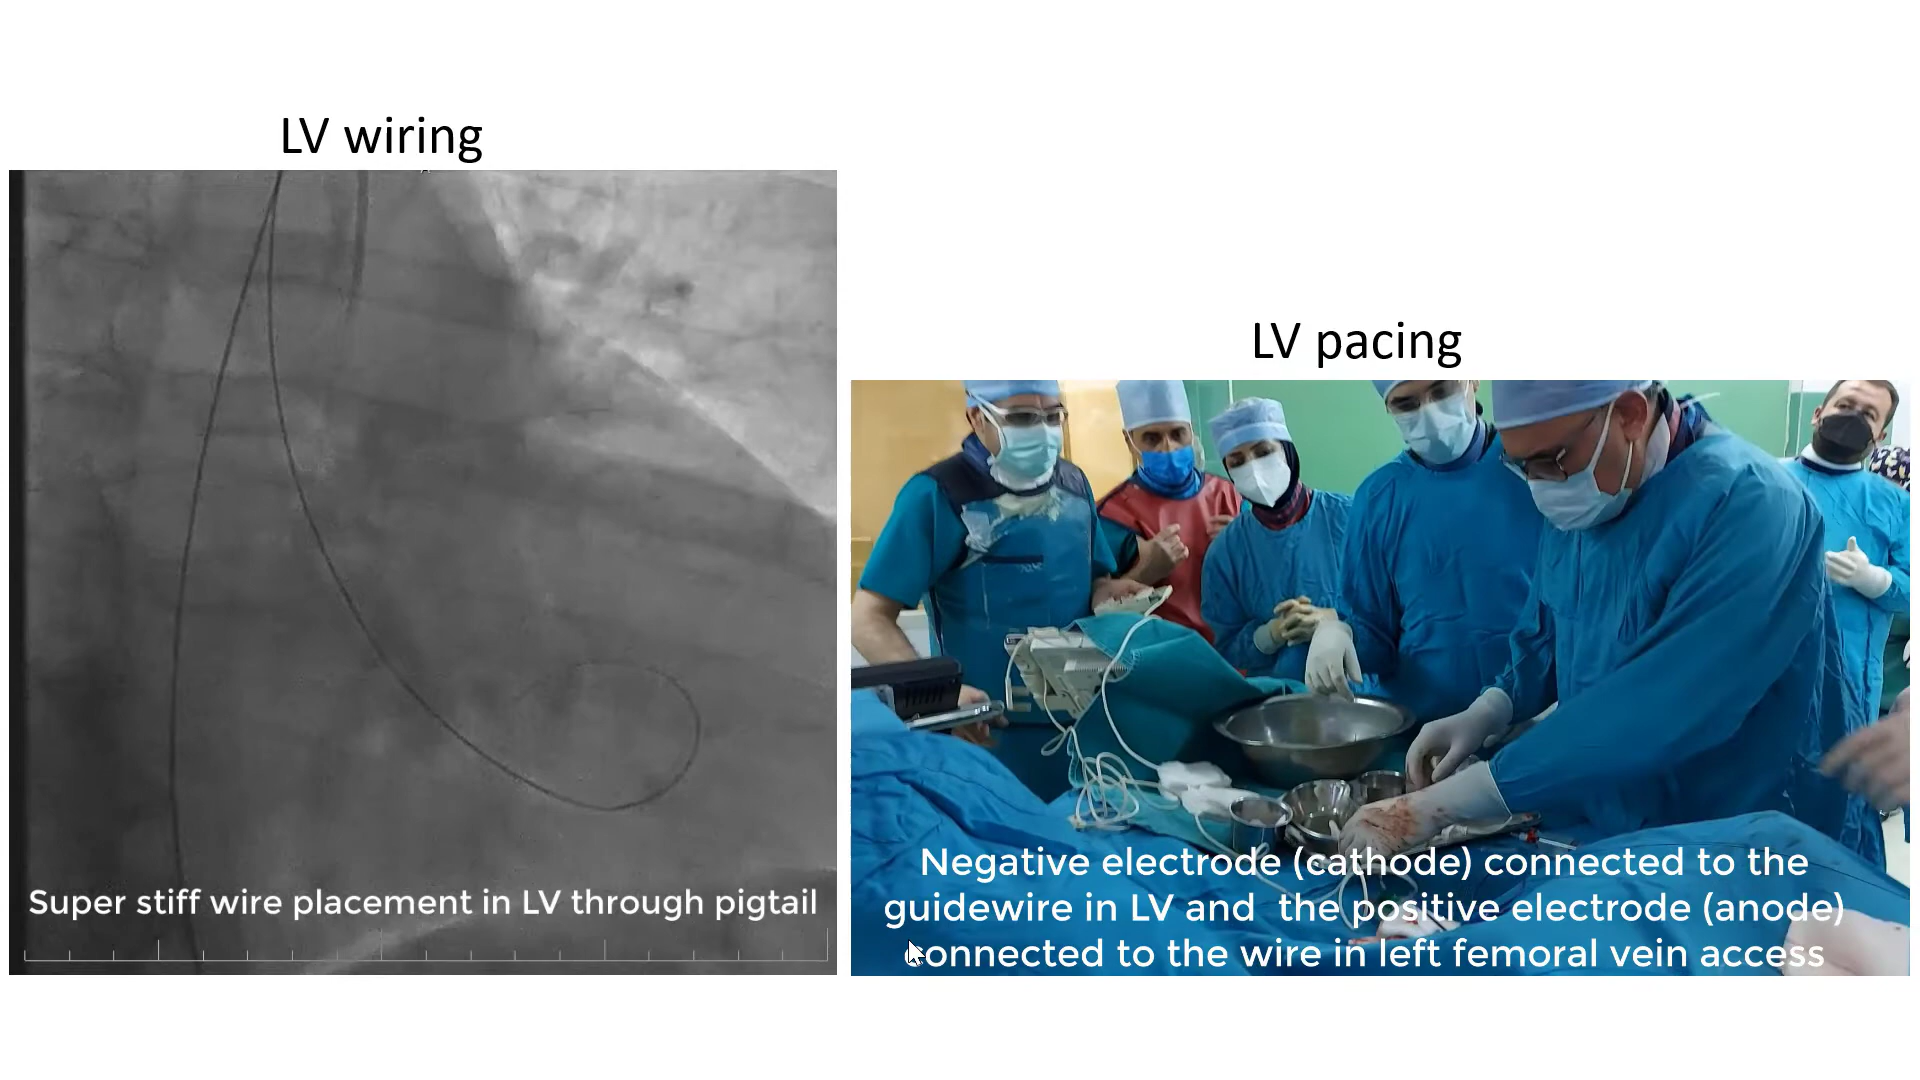 LV wiring
Super stiff wire placement in LV through pigtail
LV pacing
Negative electrode (cathode) connected to the
guidewire in LV and the positive electrode (anode)
connected to the wire in left femoral vein access